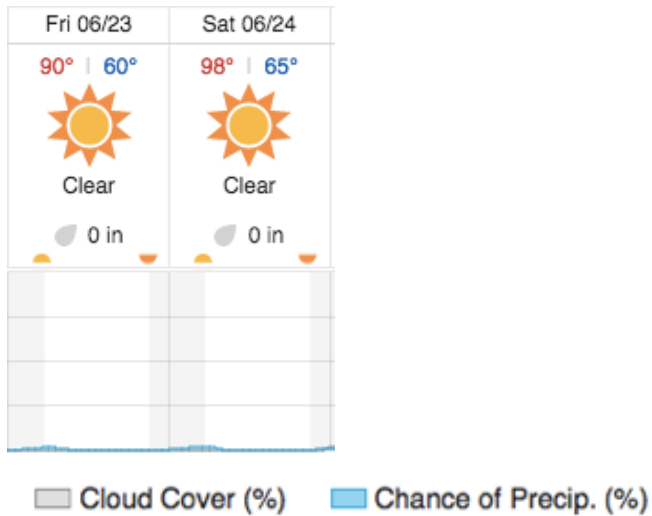 Fri 06/23 Sat 06/24
90° | 60° 98° | 65°
Clear Clear
0 in 0 in
Cloud Cover (%) Chance of Precip. (%)